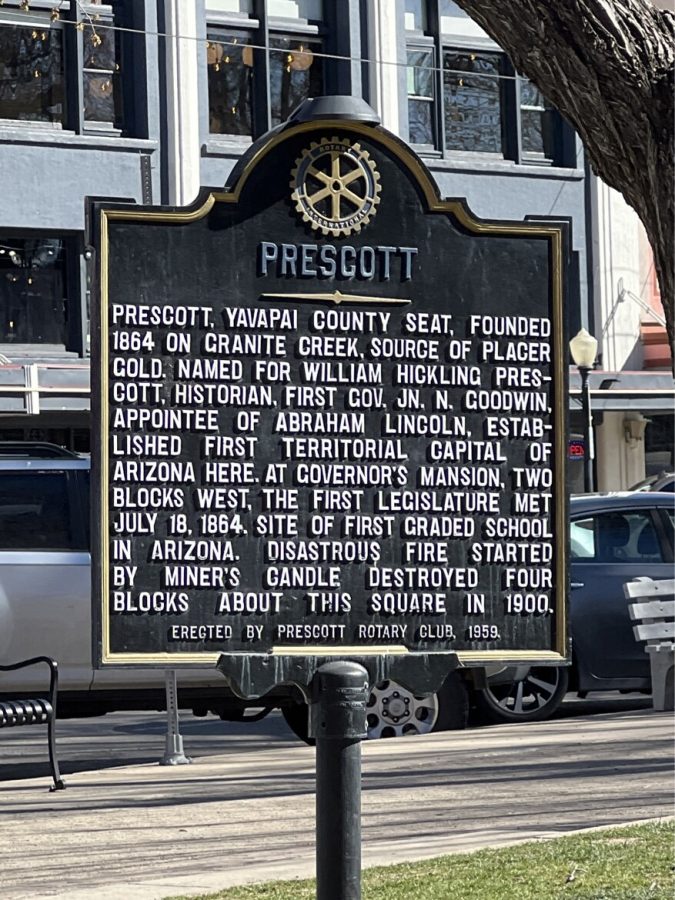 ROTARY
INTERNATIONAL
PRESCOTT
PRESCOTT, YAVAPAI COUNTY SEAT, FOUNDED
1864 ON GRANITE CREEK, SOURCE OF PLACER
GOLD. NAMED FOR WILLIAM HICKLING PRES-
COTT, HISTORIAN. FIRST GOV. JN. N. GOODWIN,
APPOINTEE OF ABRAHAM LINCOLN, ESTAB-
LISHED FIRST TERRITORIAL CAPITAL OF
ARIZONA HERE. AT GOVERNOR'S MANSION, TWO
BLOCKS WEST, THE FIRST LEGISLATURE MET
JULY 18, 1864. SITE OF FIRST GRADED SCHOOL
IN ARIZONA. DISASTROUS FIRE STARTED
BY MINER'S CANDLE DESTROYED FOUR
BLOCKS ABOUT THIS SQUARE IN 1900.
ERECTED BY PRESCOTT ROTARY CLUB, 1959.